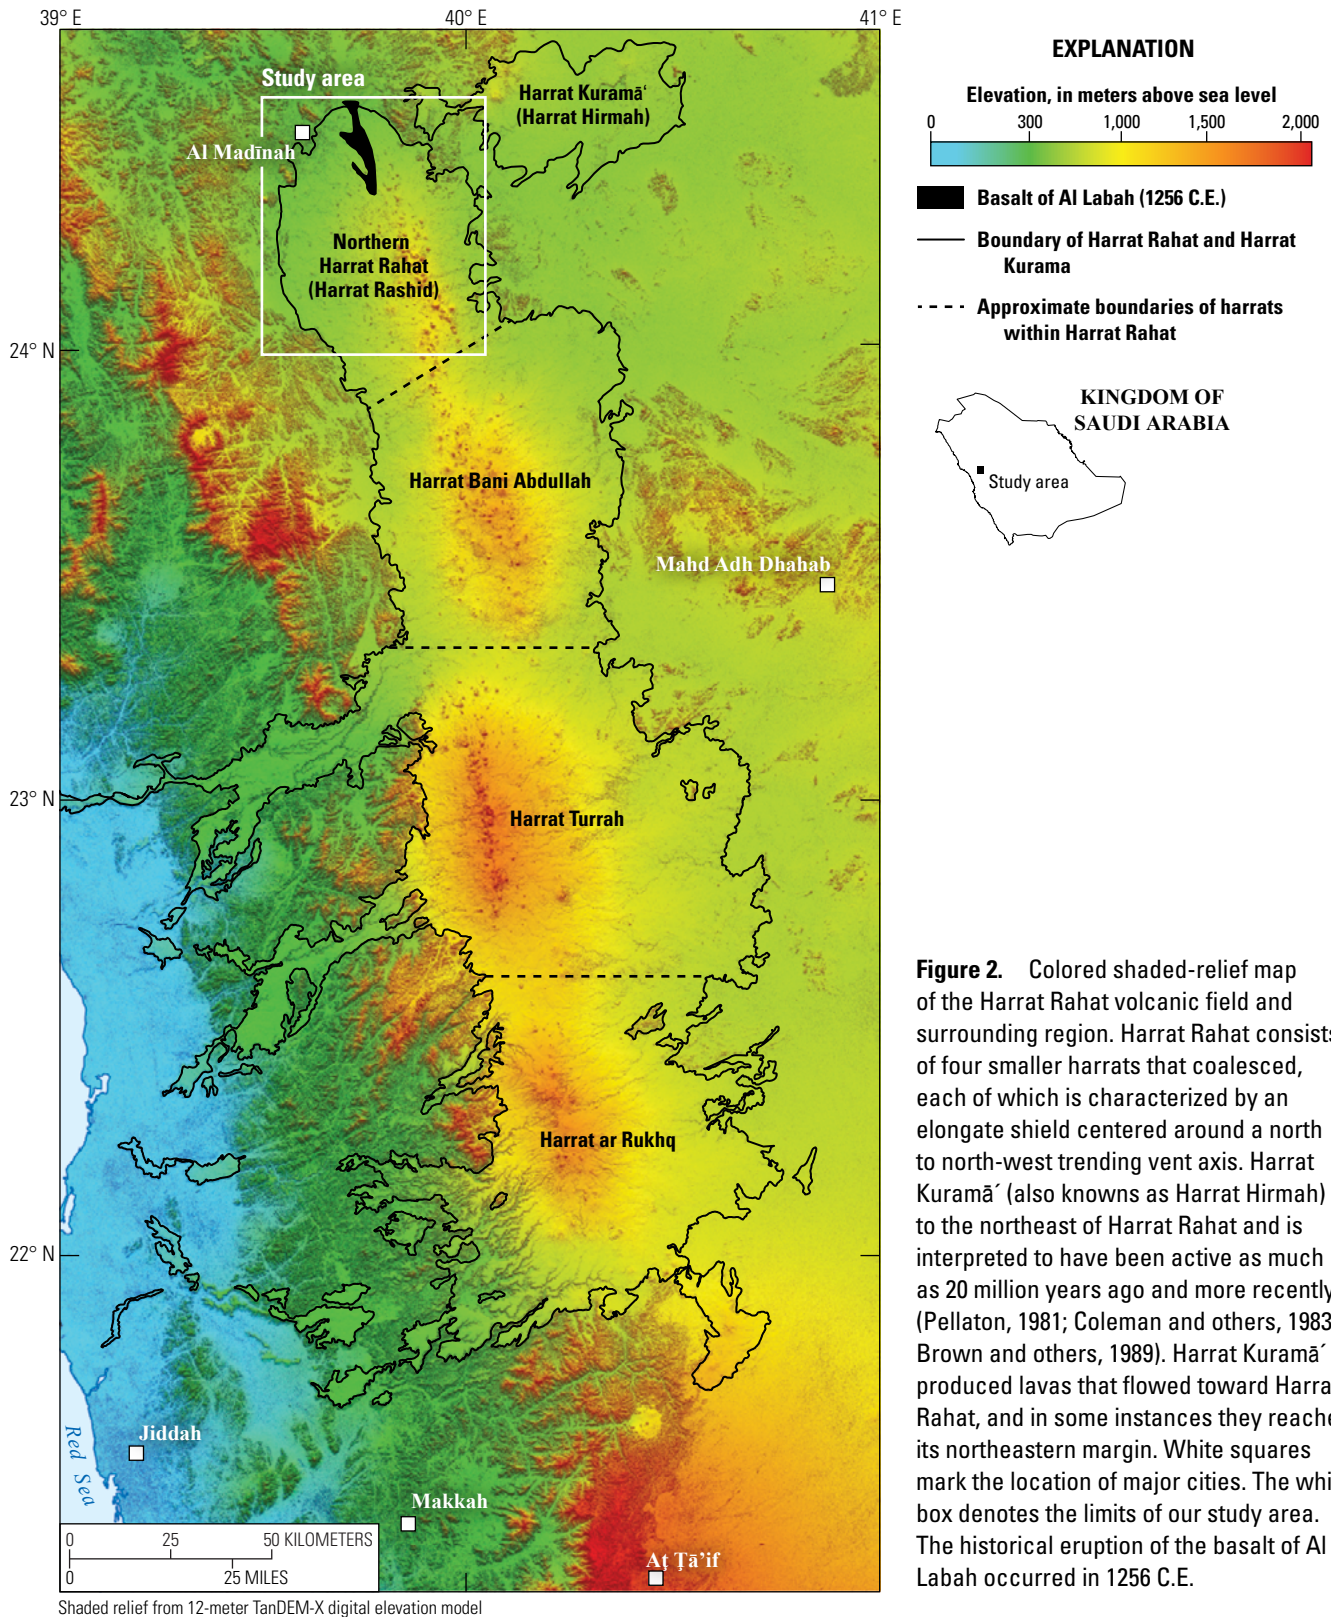 39° E
40° E
41° E
Study area
Harrat Kuramāʻ
(Harrat Hirmah)
Al Madīnah
Northern
Harrat Rahat
(Harrat Rashid)
24° N
Harrat Bani Abdullah
Mahd Adh Dhahab
23° N
Harrat Turrah
Harrat ar Rukhq
22° N
Red Sea
Jiddah
Makkah
Aţ Ţā’if
0 25 50 KILOMETERS
0 25 MILES
Shaded relief from 12-meter TanDEM-X digital elevation model
EXPLANATION
Elevation, in meters above sea level
0 300 1,000 1,500 2,000
Basalt of Al Labah (1256 C.E.)
Boundary of Harrat Rahat and Harrat
Kurama
Approximate boundaries of harrats
within Harrat Rahat
KINGDOM OF
SAUDI ARABIA
Study area
Figure 2. Colored shaded-relief map
of the Harrat Rahat volcanic field and
surrounding region. Harrat Rahat consists
of four smaller harrats that coalesced,
each of which is characterized by an
elongate shield centered around a north
to north-west trending vent axis. Harrat
Kuramā´ (also knowns as Harrat Hirmah)
to the northeast of Harrat Rahat and is
interpreted to have been active as much
as 20 million years ago and more recently
(Pellaton, 1981; Coleman and others, 1983
Brown and others, 1989). Harrat Kuramā´
produced lavas that flowed toward Harra
Rahat, and in some instances they reache
its northeastern margin. White squares
mark the location of major cities. The whi
box denotes the limits of our study area.
The historical eruption of the basalt of Al
Labah occurred in 1256 C.E.